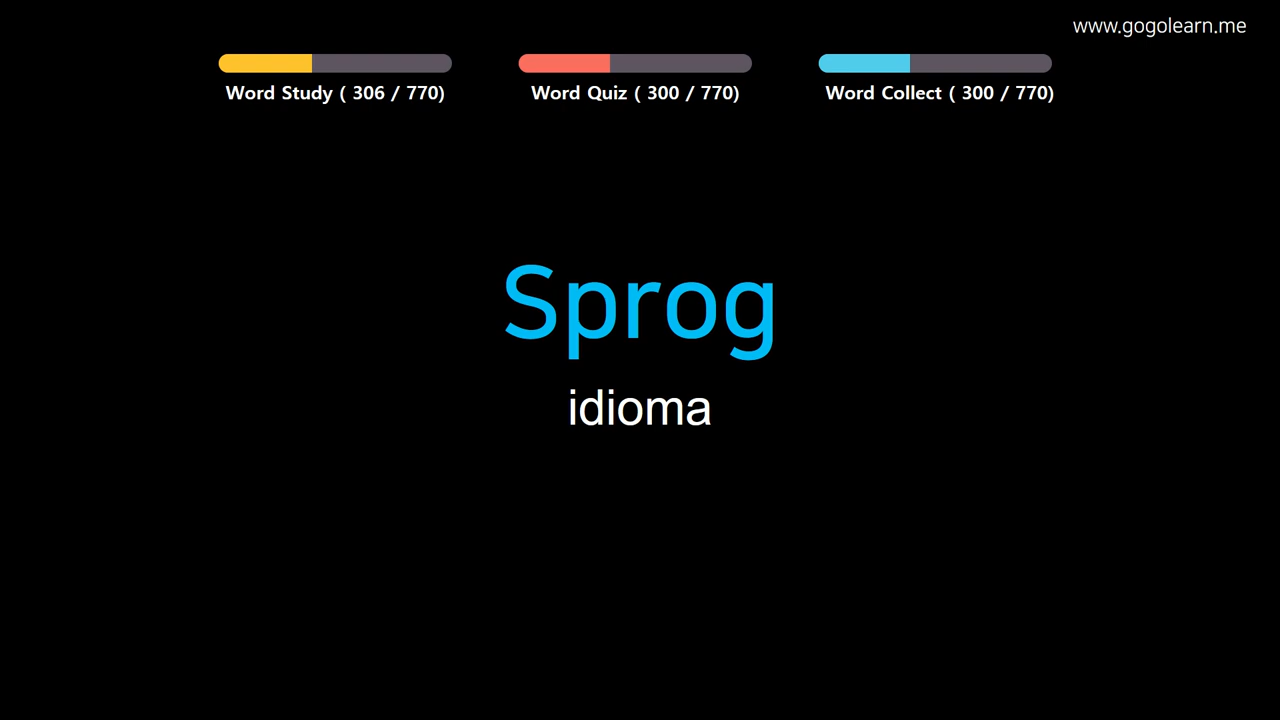 www.gogolearn.me
Word Study ( 306 / 770)
Word Quiz ( 300 / 770)
Word Collect ( 300 / 770)
Sprog
idioma